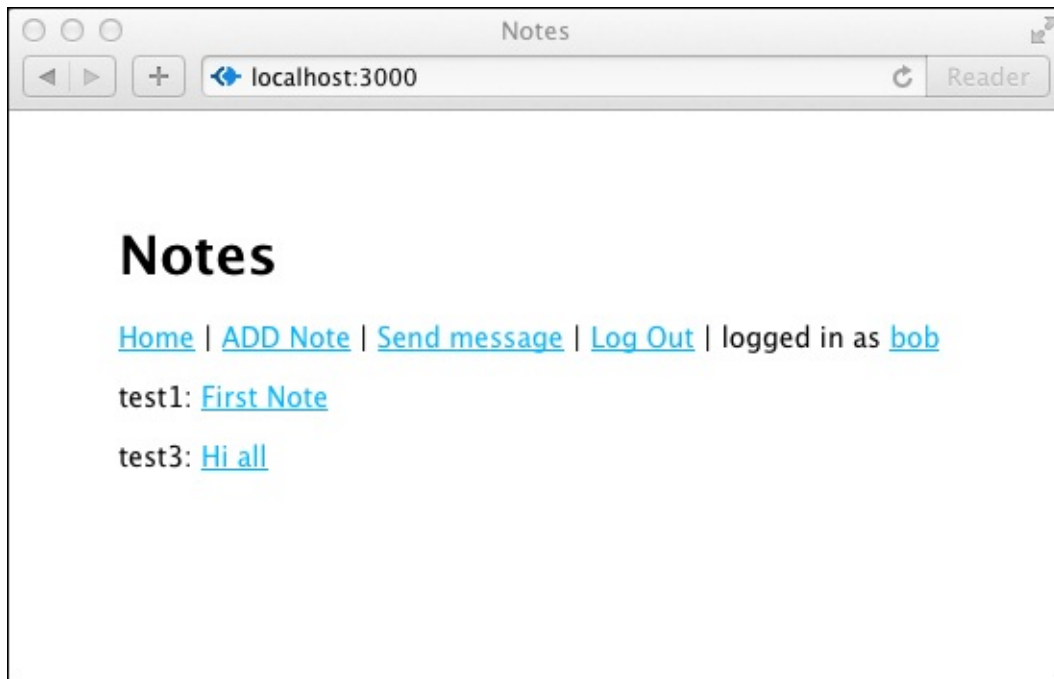 Notes
localhost:3000
Reader
Notes
Home | ADD Note | Send message | Log Out | logged in as bob
test1: First Note
test3: Hi all